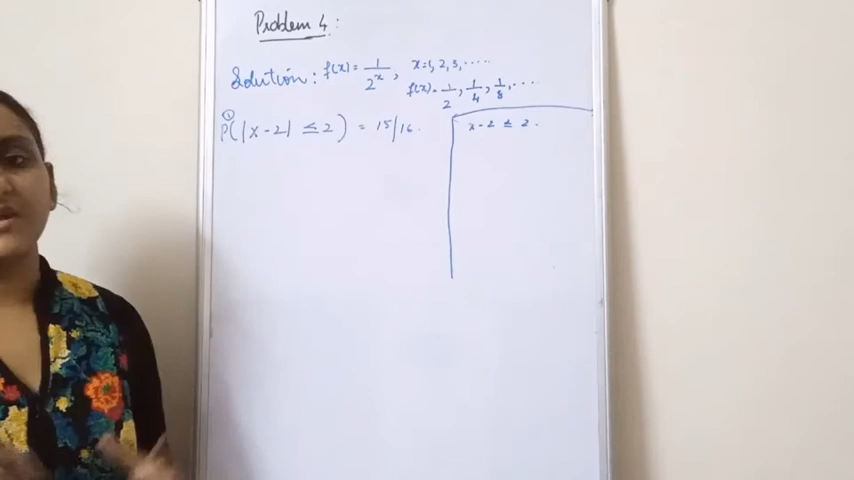 Problem 4:
Solution: f(x) = 1/2^x, x=1, 2, 3, .....
f(x) = 1/2, 1/4, 1/8, ....
①
P(|X-2| ≤ 2) = 15/16.
x-2 ≤ 2.